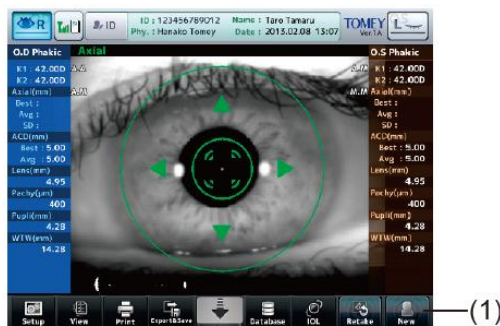 R
ID
ID : 123456789012 Name : Taro Tamaru
Phy. : Hanako Tomey Date : 2013.02.08 13:07
TOMEY
Ver.1A
L
O.D Phakic
Axial
O.S Phakic
K1 : 42.00D
K2 : 42.00D
Axial(mm)
Best :
Avg :
SD :
ACD(mm)
Best : 5.00
Avg : 5.00
Lens(mm)
4.95
Pachy(µm)
400
Pupil(mm)
4.28
WTW(mm)
14.28
A.A
A.M
M.M
K1 : 42.00D
K2 : 42.00D
Axial(mm)
Best :
Avg :
SD :
ACD(mm)
Best : 5.00
Avg : 5.00
Lens(mm)
4.95
Pachy(µm)
400
Pupil(mm)
4.28
WTW(mm)
14.28
Setup
View
Print
Export&Save
Database
IOL
Retake
New
(1)